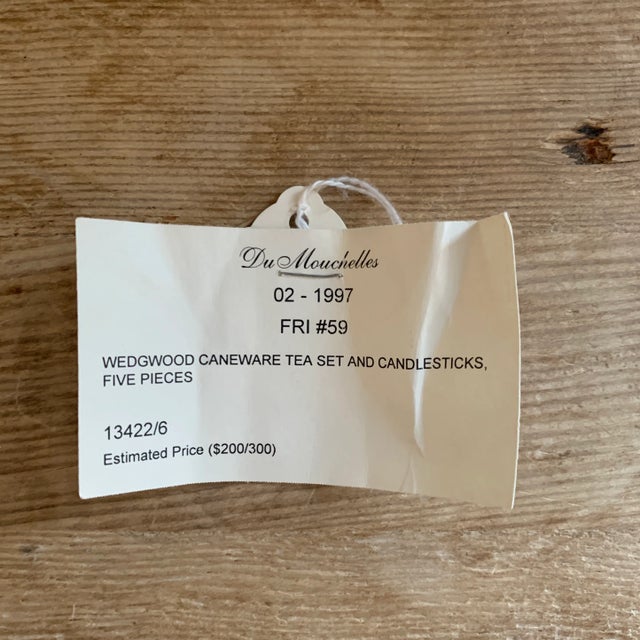 Du Mouchelles
02 - 1997
FRI #59
WEDGWOOD CANEWARE TEA SET AND CANDLESTICKS,
FIVE PIECES
13422/6
Estimated Price ($200/300)